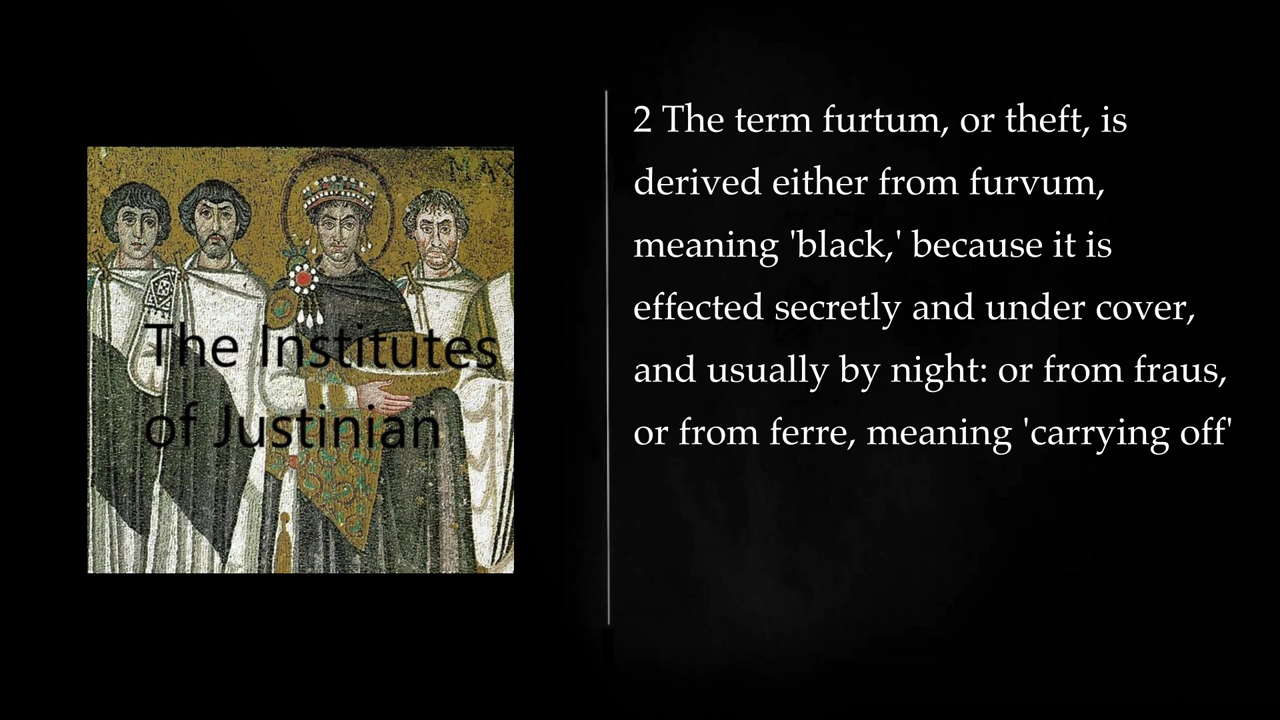 The Institutes
of Justinian
2 The term furtum, or theft, is
derived either from furvum,
meaning 'black,' because it is
effected secretly and under cover,
and usually by night: or from fraus,
or from ferre, meaning 'carrying off'